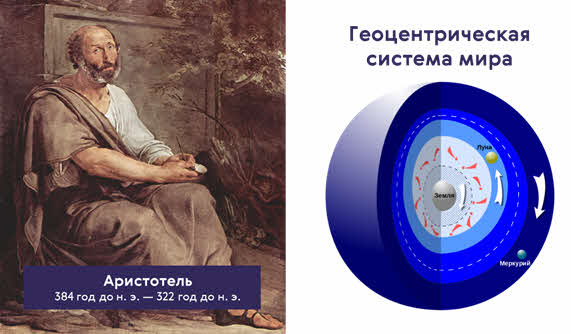 Аристотель
384 год до н. э. — 322 год до н. э.
Геоцентрическая
система мира
Луна
Земля
Меркурий